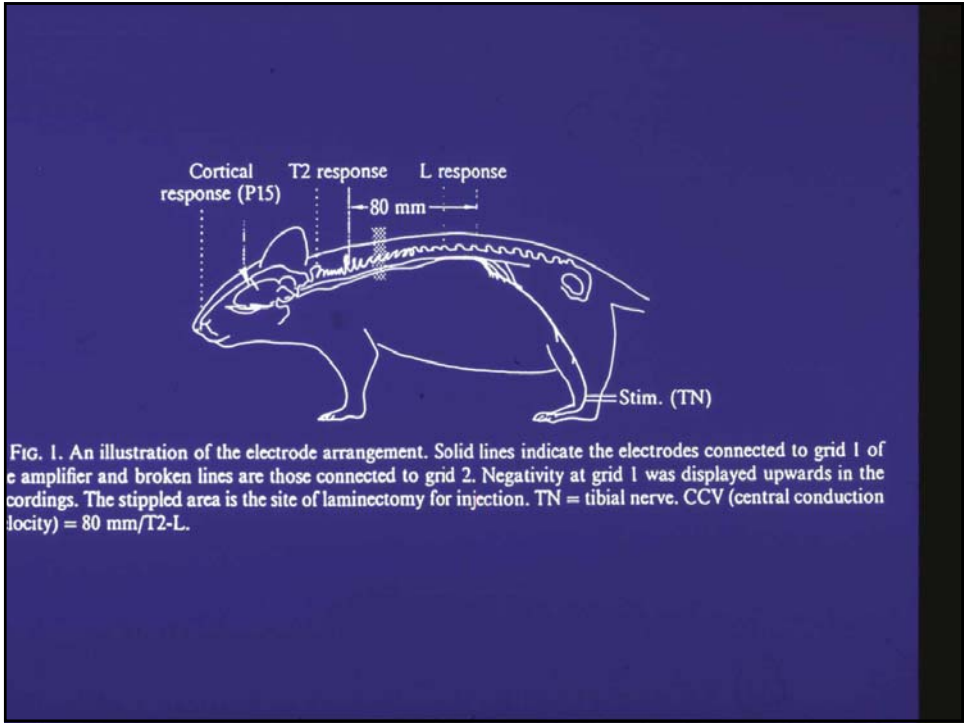 Cortical
response (P15)
T2 response
L response
80 mm
Stim. (TN)
FIG. 1. An illustration of the electrode arrangement. Solid lines indicate the electrodes connected to grid 1 of
e amplifier and broken lines are those connected to grid 2. Negativity at grid 1 was displayed upwards in the
cordings. The stippled area is the site of laminectomy for injection. TN = tibial nerve. CCV (central conduction
locity) = 80 mm/T2-L.